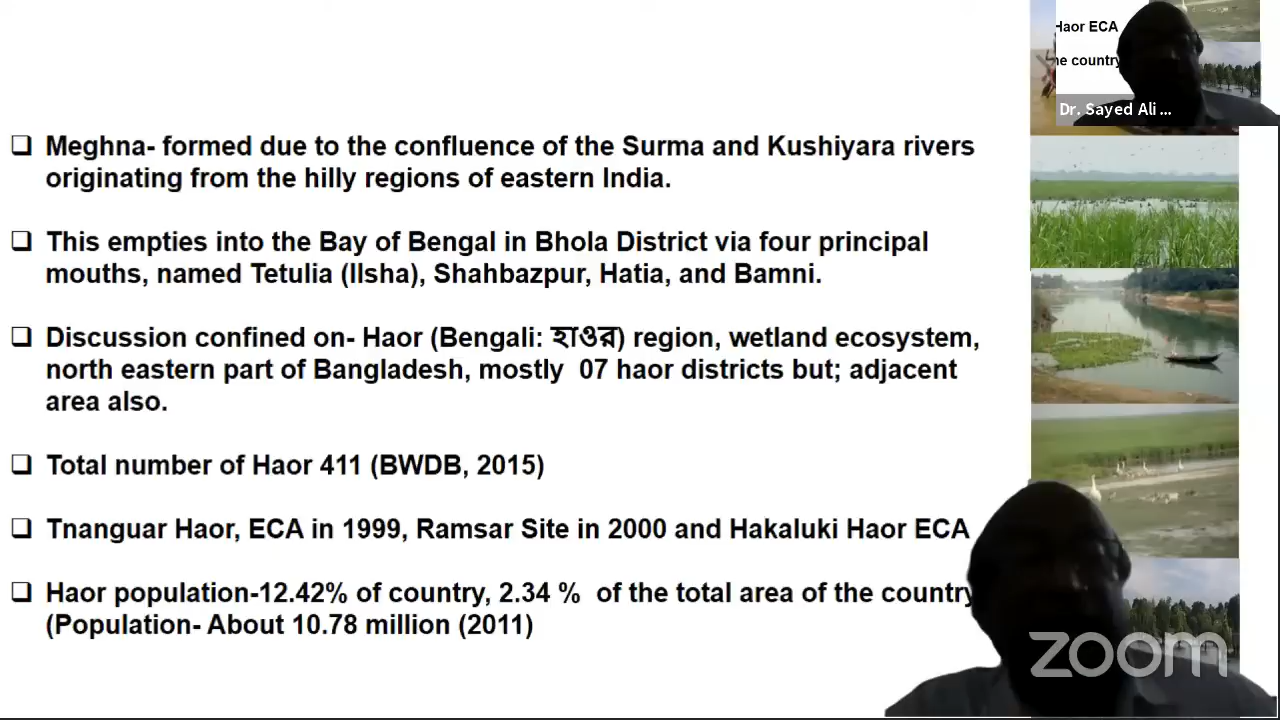 Haor ECA
he country
Dr. Sayed Ali ...
❑ Meghna- formed due to the confluence of the Surma and Kushiyara rivers
originating from the hilly regions of eastern India.
❑ This empties into the Bay of Bengal in Bhola District via four principal
mouths, named Tetulia (Ilsha), Shahbazpur, Hatia, and Bamni.
❑ Discussion confined on- Haor (Bengali: হাওর) region, wetland ecosystem,
north eastern part of Bangladesh, mostly 07 haor districts but; adjacent
area also.
❑ Total number of Haor 411 (BWDB, 2015)
❑ Tnanguar Haor, ECA in 1999, Ramsar Site in 2000 and Hakaluki Haor ECA
❑ Haor population-12.42% of country, 2.34 % of the total area of the country
(Population- About 10.78 million (2011)
zoom